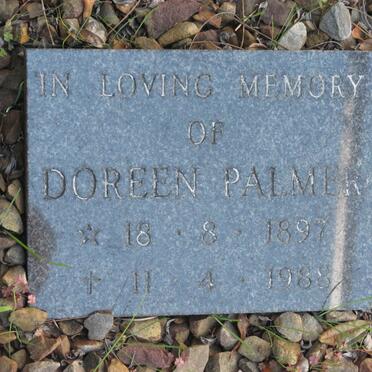 IN LOVING MEMORY
OF
DOREEN PALMER
☆ 18 · 8 · 1897
† 11 · 4 · 1988